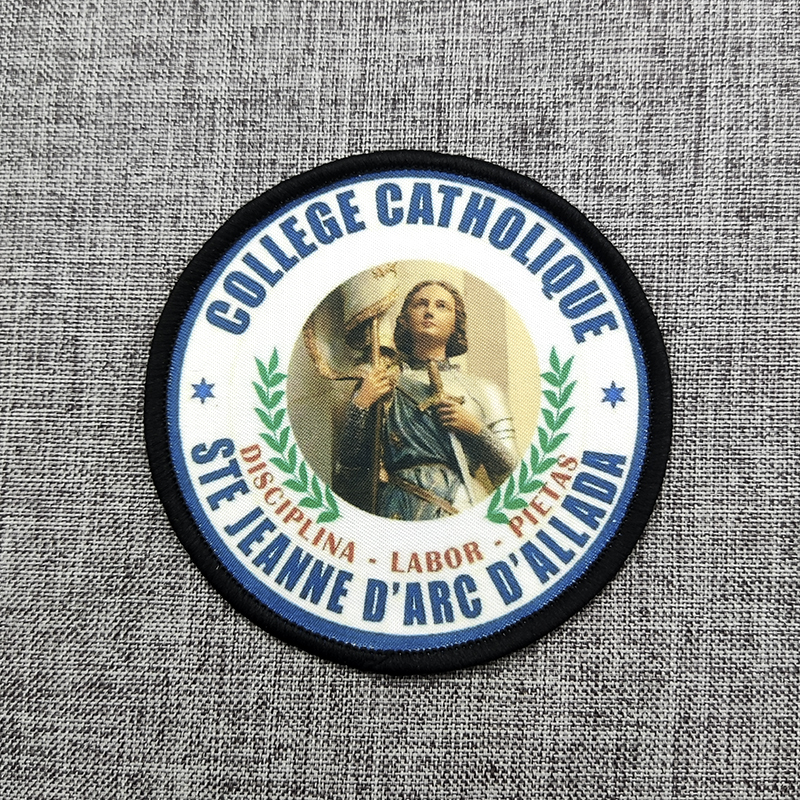 COLLEGE CATHOLIQUE
DISCIPLINA - LABOR - PIETAS
STE JEANNE D'ARC D'ALLADA